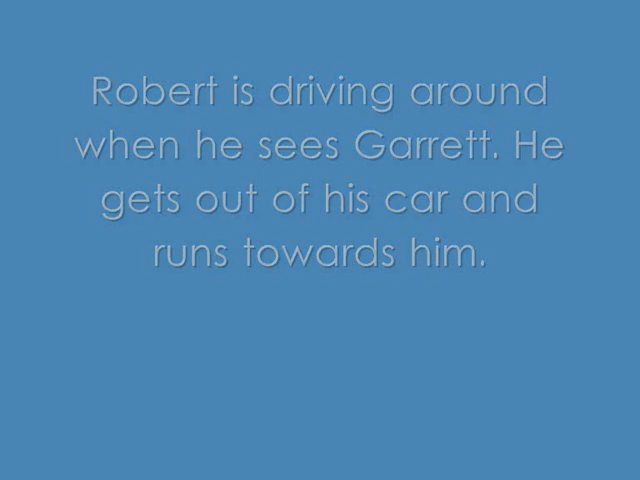 Robert is driving around
when he sees Garrett. He
gets out of his car and
runs towards him.